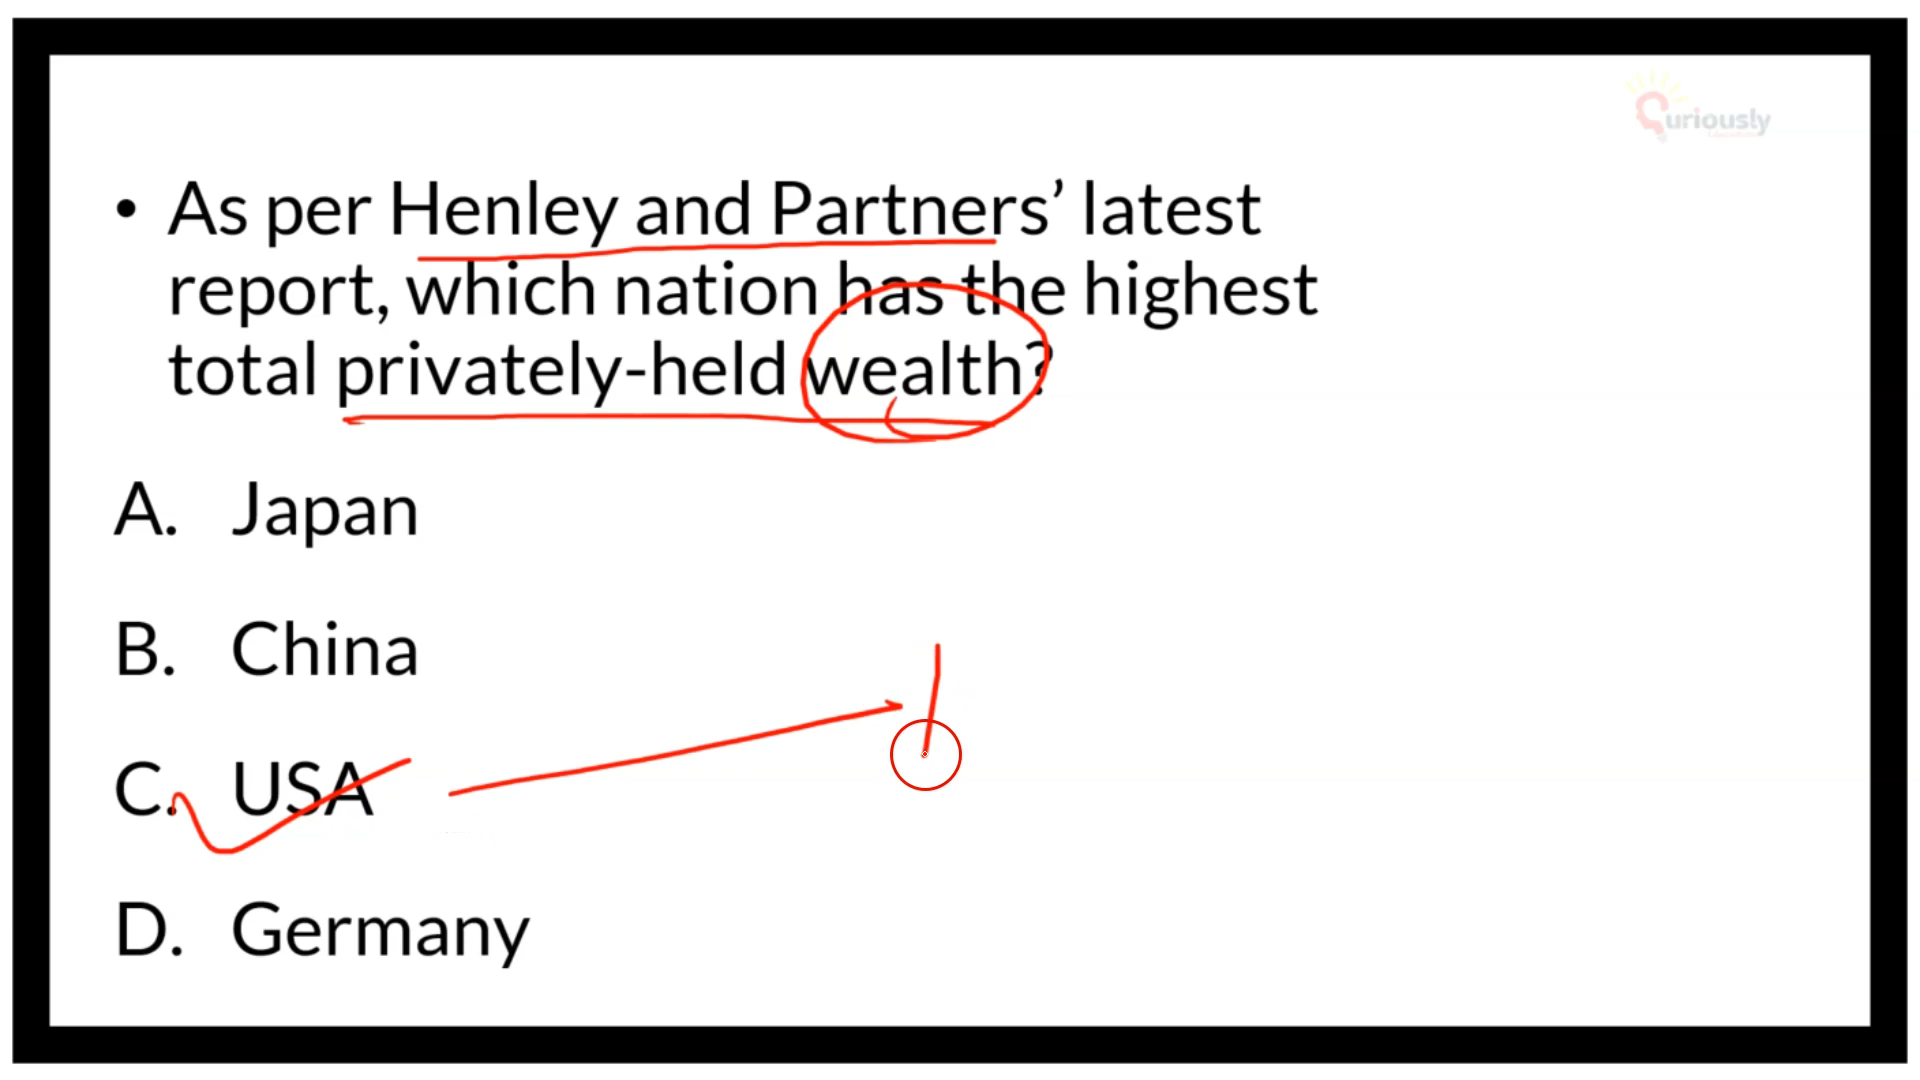 uriously
• As per Henley and Partners’ latest
report, which nation has the highest
total privately-held wealth?
A. Japan
B. China
C. USA
D. Germany